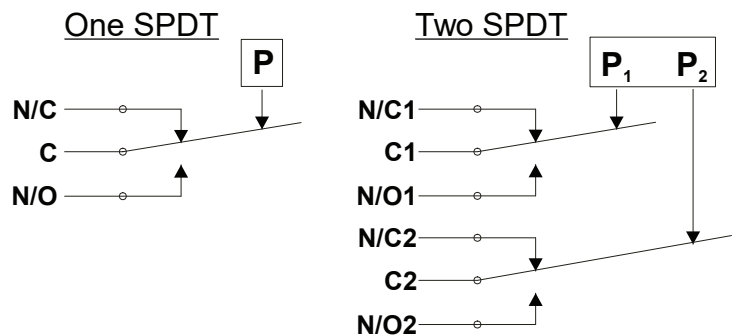 One SPDT
P
N/C
C
N/O
Two SPDT
P₁ P₂
N/C1
C1
N/O1
N/C2
C2
N/O2